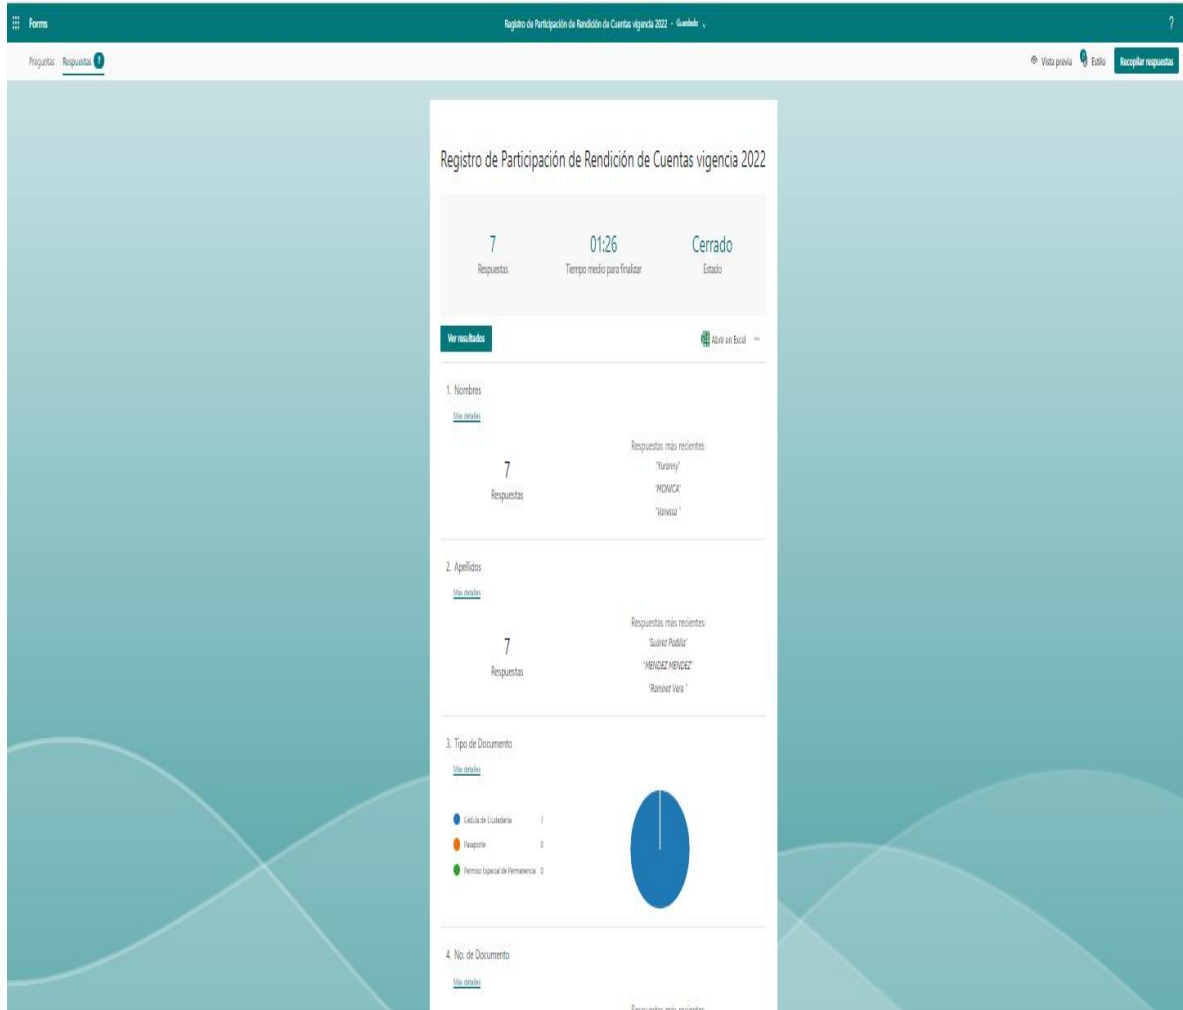 Forms
Registro de Participación de Rendición de Cuentas vigencia 2022 - Guardado
?
Preguntas Respuestas 7
Vista previa Estilo Recopilar respuestas
Registro de Participación de Rendición de Cuentas vigencia 2022
7 01:26 Cerrado
Respuestas Tiempo medio para finalizar Estado
Ver resultados Abrir en Excel ...
1. Nombres
Más detalles
Respuestas más recientes
7 "Yuranny"
Respuestas "MONICA"
"Vanessa "
2. Apellidos
Más detalles
Respuestas más recientes
7 "Suárez Padilla"
Respuestas "MENDEZ MENDEZ"
"Ramírez Vera "
3. Tipo de Documento
Más detalles
Cédula de Ciudadanía 7
Pasaporte 0
Permiso Especial de Permanencia 0
4. No. de Documento
Más detalles
Respuestas más recientes